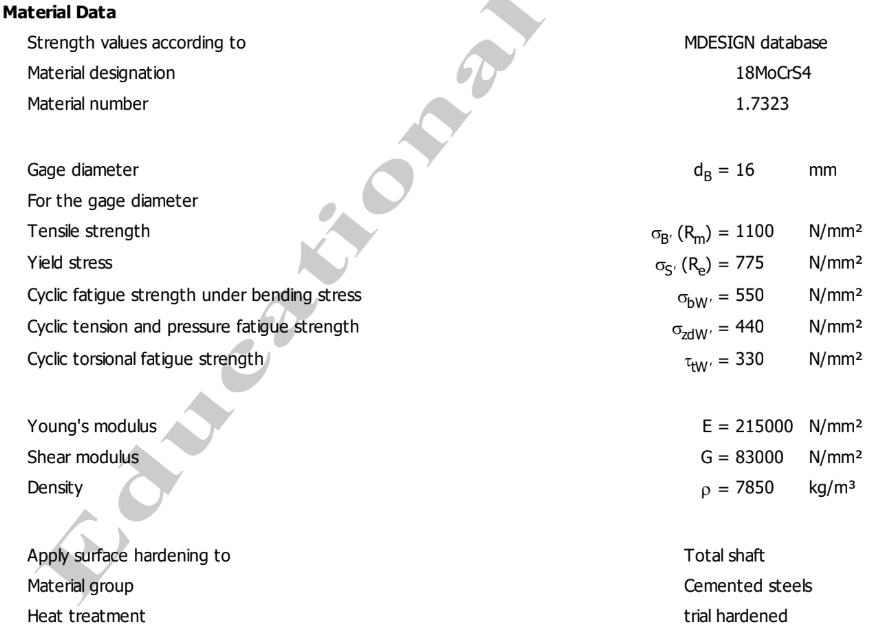 Material Data
Strength values according to MDESIGN database
Material designation 18MoCrS4
Material number 1.7323
Gage diameter d_B = 16 mm
For the gage diameter
Tensile strength σ_B' (R_m) = 1100 N/mm²
Yield stress σ_S' (R_e) = 775 N/mm²
Cyclic fatigue strength under bending stress σ_bW' = 550 N/mm²
Cyclic tension and pressure fatigue strength σ_zdW' = 440 N/mm²
Cyclic torsional fatigue strength τ_tW' = 330 N/mm²
Young's modulus E = 215000 N/mm²
Shear modulus G = 83000 N/mm²
Density ρ = 7850 kg/m³
Apply surface hardening to Total shaft
Material group Cemented steels
Heat treatment trial hardened
Educational